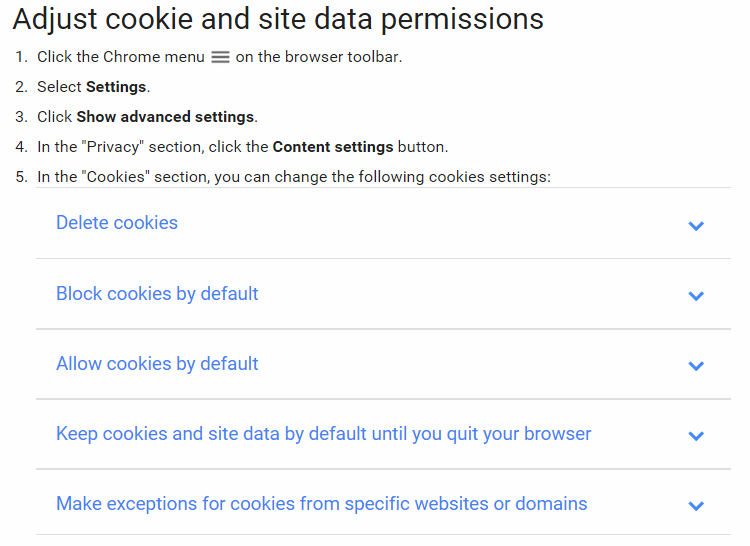 Adjust cookie and site data permissions
1. Click the Chrome menu on the browser toolbar.
2. Select Settings.
3. Click Show advanced settings.
4. In the "Privacy" section, click the Content settings button.
5. In the "Cookies" section, you can change the following cookies settings:
Delete cookies
Block cookies by default
Allow cookies by default
Keep cookies and site data by default until you quit your browser
Make exceptions for cookies from specific websites or domains